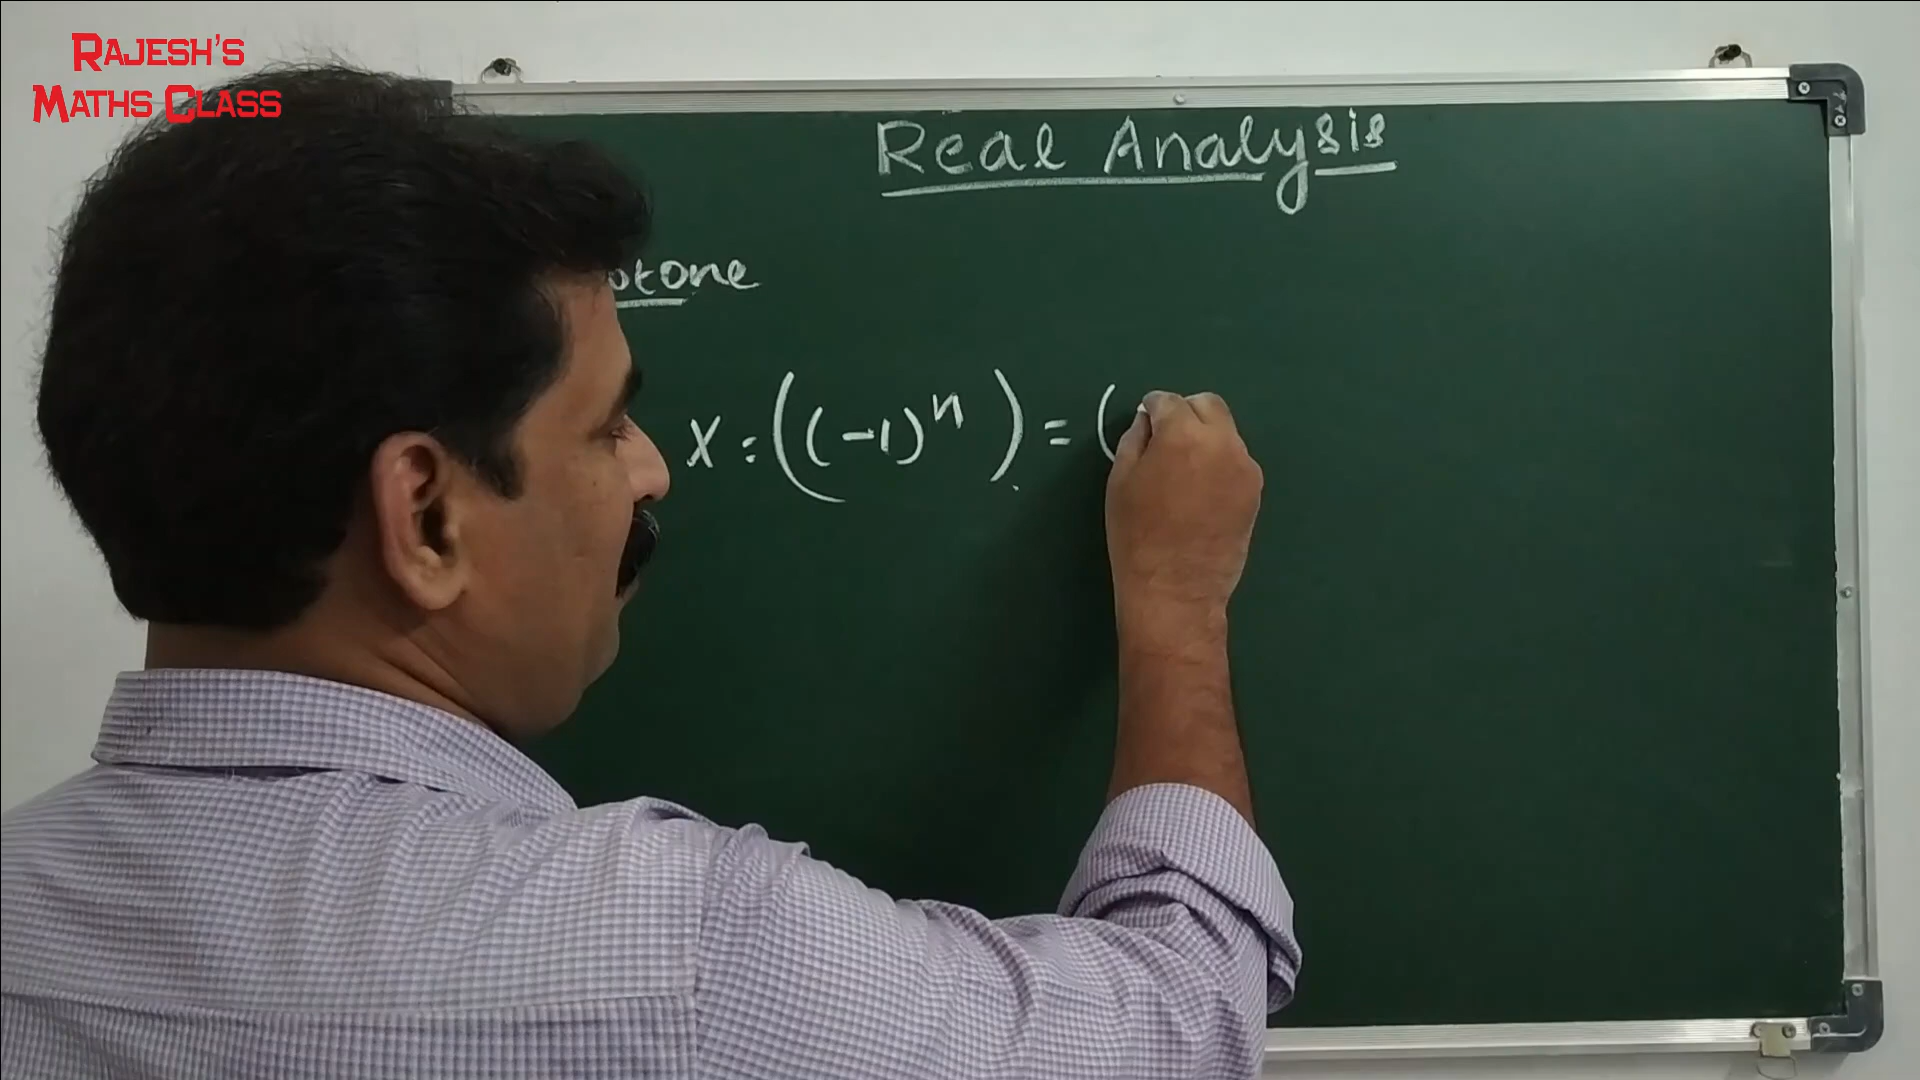 RAJESH'S
MATHS CLASS
Real Analysis
otone
X = ((-1)ⁿ) = (